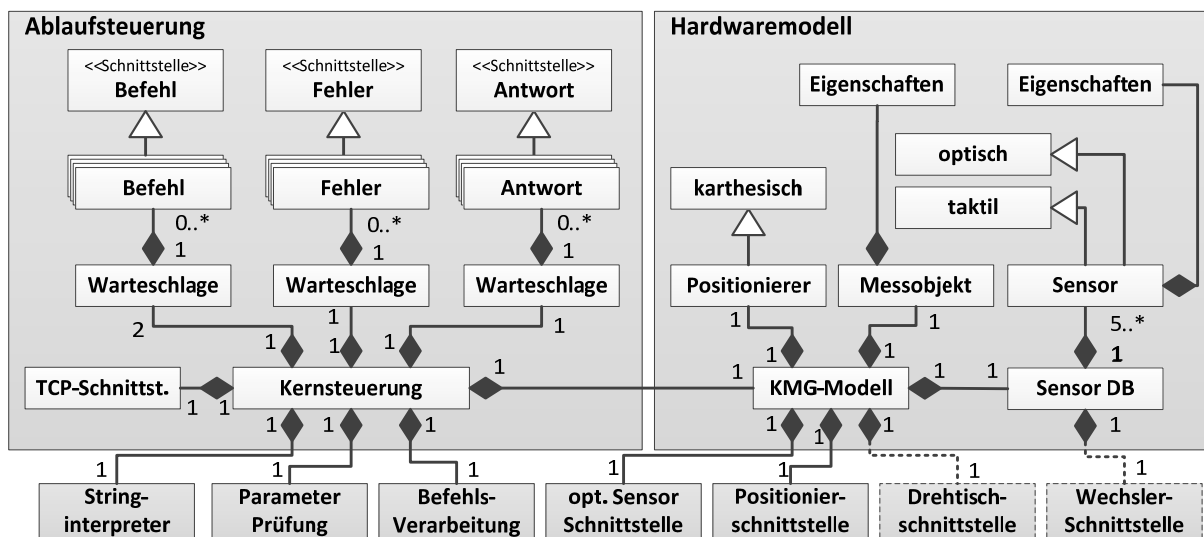 Ablaufsteuerung
Hardwaremodell
<<Schnittstelle>>
Befehl
<<Schnittstelle>>
Fehler
<<Schnittstelle>>
Antwort
Eigenschaften
Eigenschaften
optisch
taktil
karthesisch
Befehl
Fehler
Antwort
0..*
0..*
0..*
1
1
1
Warteschlage
Warteschlage
Warteschlage
Positionierer
Messobjekt
Sensor
2
1
1
1
1
5..*
1
1
1
1
1
1
TCP-Schnittst.
1
1
Kernsteuerung
1
1
KMG-Modell
1
1
Sensor DB
1
1
1
1
1
1
1
1
1
1
1
1
1
1
String-
interpreter
Parameter
Prüfung
Befehls-
Verarbeitung
opt. Sensor
Schnittstelle
Positionier-
schnittstelle
Drehtisch-
schnittstelle
Wechsler-
Schnittstelle